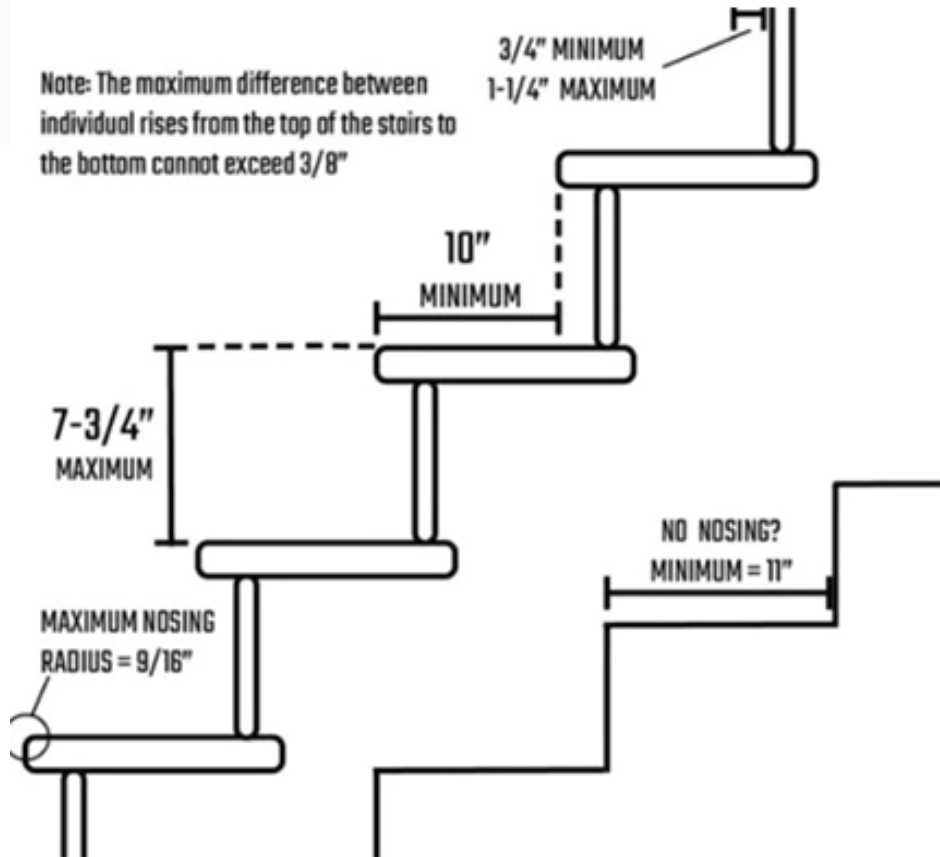 3/4" MINIMUM
1-1/4" MAXIMUM
Note: The maximum difference between
individual rises from the top of the stairs to
the bottom cannot exceed 3/8"
10"
MINIMUM
7-3/4"
MAXIMUM
NO NOSING?
MINIMUM = 11"
MAXIMUM NOSING
RADIUS = 9/16"